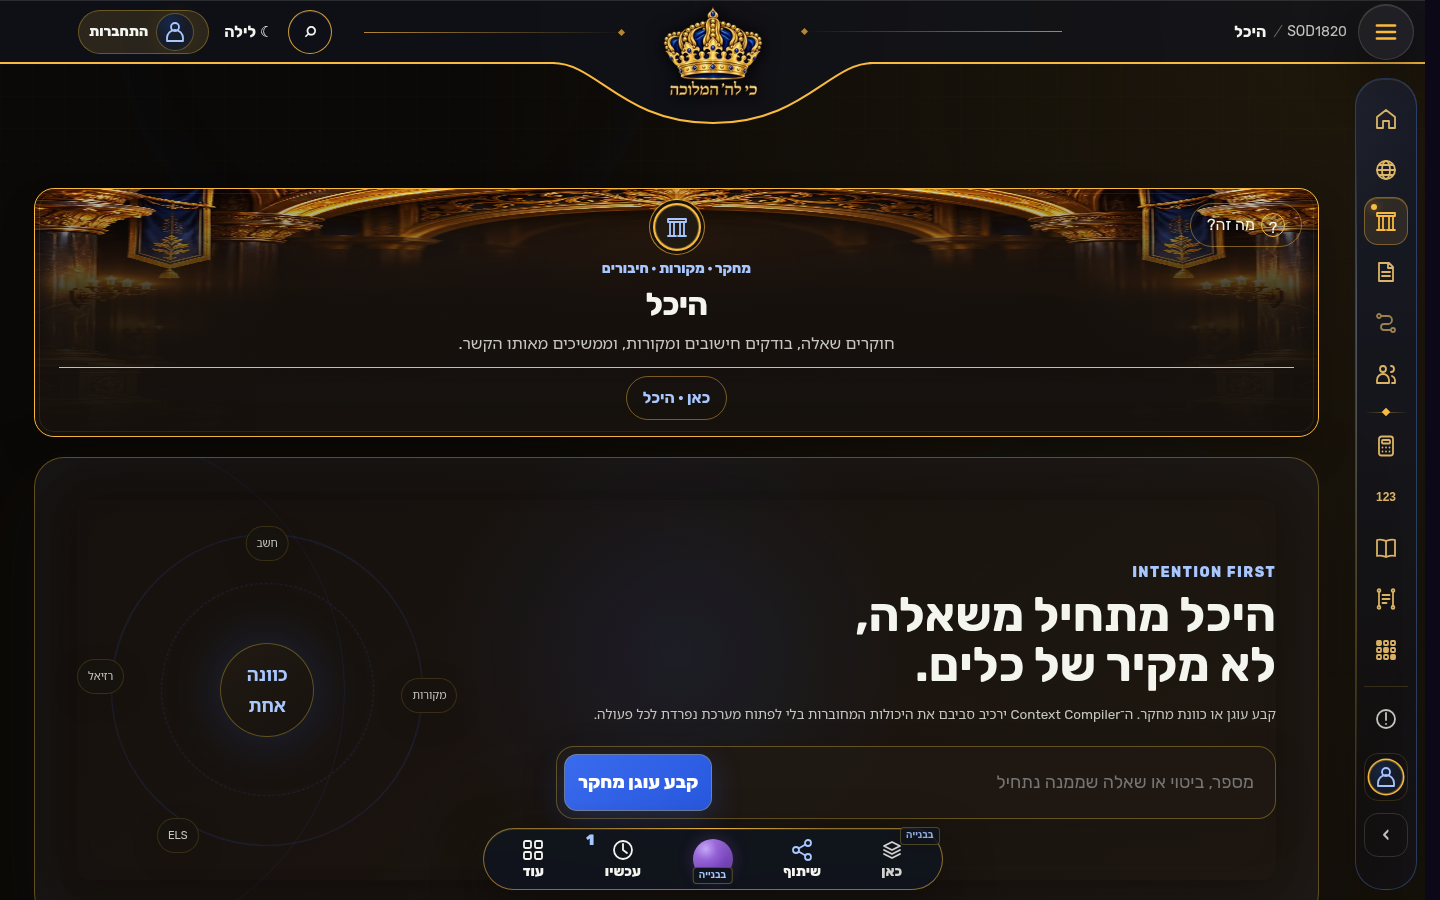 SOD1820 / היכל
כי לה' המלוכה
☾ לילה
התחברות
מה זה?
מחקר • מקורות • חיבורים
היכל
חוקרים שאלה, בודקים חישובים ומקורות, וממשיכים מאותו הקשר.
כאן • היכל
123
INTENTION FIRST
היכל מתחיל משאלה,
לא מקיר של כלים.
קבע עוגן או כוונת מחקר. ה־Context Compiler ירכיב סביבם את היכולות המחוברות בלי לפתוח מערכת נפרדת לכל פעולה.
מספר, ביטוי או שאלה שממנה נתחיל
קבע עוגן מחקר
חשב
מקורות
כוונה
אחת
רזיאל
ELS
בבנייה
כאן
שיתוף
בבנייה
עכשיו
1
עוד